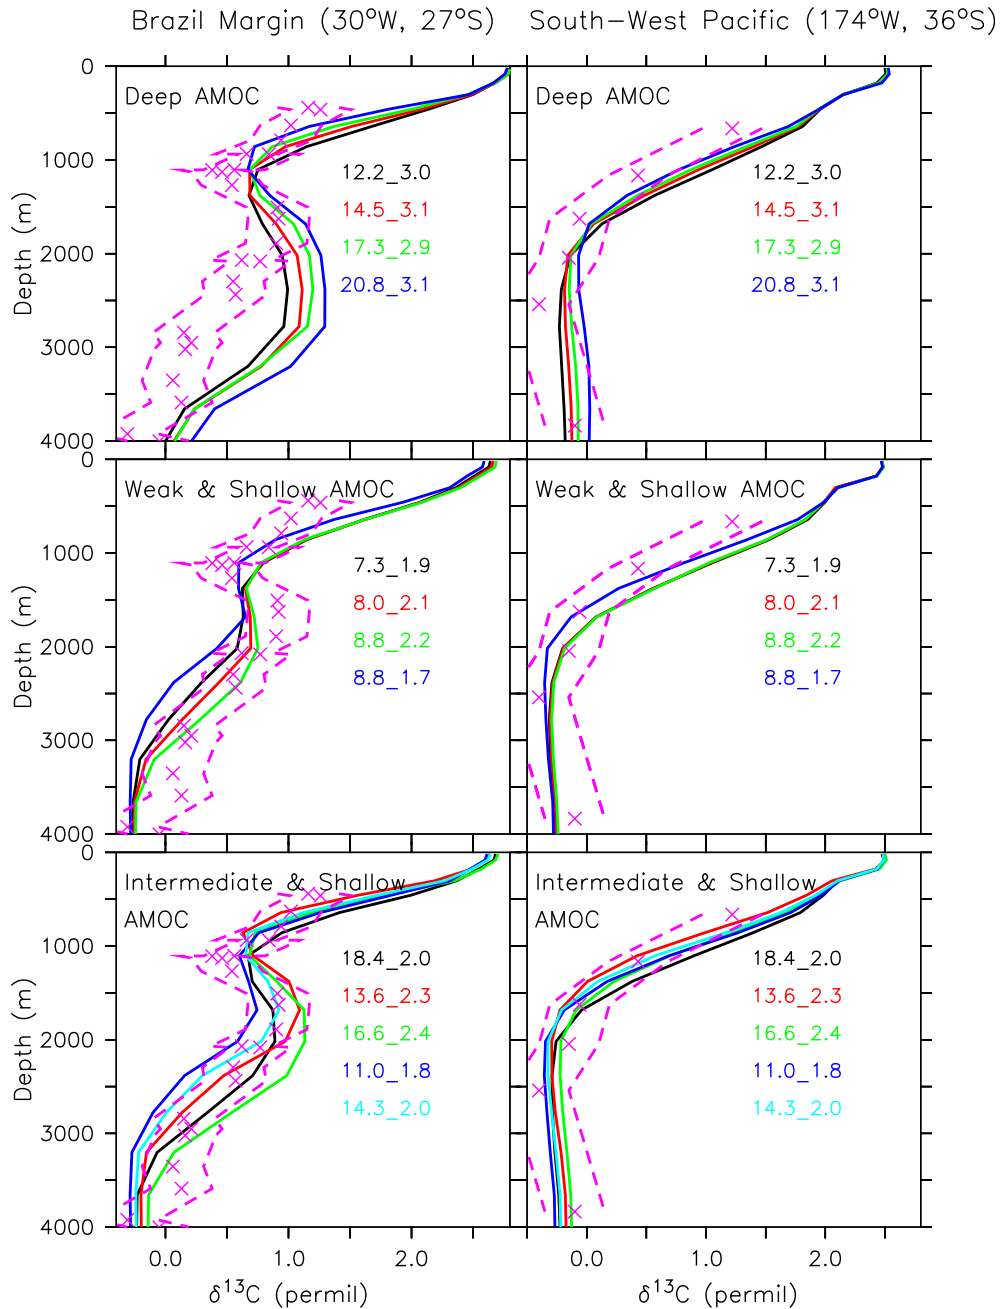 Brazil Margin (30°W, 27°S)
South-West Pacific (174°W, 36°S)
0
1000
2000
3000
4000
Depth (m)
Deep AMOC
12.2_3.0
14.5_3.1
17.3_2.9
20.8_3.1
Deep AMOC
12.2_3.0
14.5_3.1
17.3_2.9
20.8_3.1
0
1000
2000
3000
4000
Depth (m)
Weak & Shallow AMOC
7.3_1.9
8.0_2.1
8.8_2.2
8.8_1.7
Weak & Shallow AMOC
7.3_1.9
8.0_2.1
8.8_2.2
8.8_1.7
0
1000
2000
3000
4000
Depth (m)
Intermediate & Shallow
AMOC
18.4_2.0
13.6_2.3
16.6_2.4
11.0_1.8
14.3_2.0
Intermediate & Shallow
AMOC
18.4_2.0
13.6_2.3
16.6_2.4
11.0_1.8
14.3_2.0
0.0 1.0 2.0
δ¹³C (permil)
0.0 1.0 2.0
δ¹³C (permil)